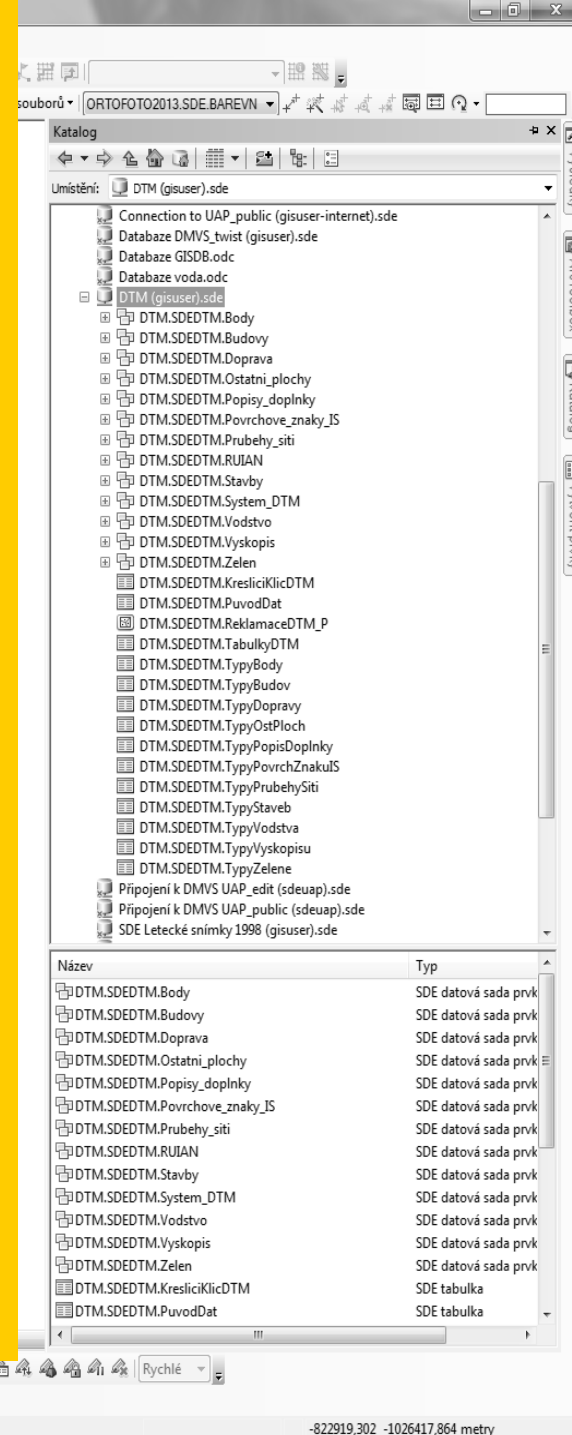 souborů ORTOFOTO2013.SDE.BAREVN
Katalog
Umístění: DTM (gisuser).sde
Connection to UAP_public (gisuser-internet).sde
Databaze DMVS_twist (gisuser).sde
Databaze GISDB.odc
Databaze voda.odc
DTM (gisuser).sde
DTM.SDEDTM.Body
DTM.SDEDTM.Budovy
DTM.SDEDTM.Doprava
DTM.SDEDTM.Ostatni_plochy
DTM.SDEDTM.Popisy_doplnky
DTM.SDEDTM.Povrchove_znaky_IS
DTM.SDEDTM.Prubehy_siti
DTM.SDEDTM.RUIAN
DTM.SDEDTM.Stavby
DTM.SDEDTM.System_DTM
DTM.SDEDTM.Vodstvo
DTM.SDEDTM.Vyskopis
DTM.SDEDTM.Zelen
DTM.SDEDTM.KresliciKlicDTM
DTM.SDEDTM.PuvodDat
DTM.SDEDTM.ReklamaceDTM_P
DTM.SDEDTM.TabulkyDTM
DTM.SDEDTM.TypyBody
DTM.SDEDTM.TypyBudov
DTM.SDEDTM.TypyDopravy
DTM.SDEDTM.TypyOstPloch
DTM.SDEDTM.TypyPopisDoplnky
DTM.SDEDTM.TypyPovrchZnakuIS
DTM.SDEDTM.TypyPrubehySiti
DTM.SDEDTM.TypyStaveb
DTM.SDEDTM.TypyVodstva
DTM.SDEDTM.TypyVyskopisu
DTM.SDEDTM.TypyZelene
Připojení k DMVS UAP_edit (sdeuap).sde
Připojení k DMVS UAP_public (sdeuap).sde
SDE Letecké snímky 1998 (gisuser).sde
Název Typ
DTM.SDEDTM.Body SDE datová sada prvk
DTM.SDEDTM.Budovy SDE datová sada prvk
DTM.SDEDTM.Doprava SDE datová sada prvk
DTM.SDEDTM.Ostatni_plochy SDE datová sada prvk
DTM.SDEDTM.Popisy_doplnky SDE datová sada prvk
DTM.SDEDTM.Povrchove_znaky_IS SDE datová sada prvk
DTM.SDEDTM.Prubehy_siti SDE datová sada prvk
DTM.SDEDTM.RUIAN SDE datová sada prvk
DTM.SDEDTM.Stavby SDE datová sada prvk
DTM.SDEDTM.System_DTM SDE datová sada prvk
DTM.SDEDTM.Vodstvo SDE datová sada prvk
DTM.SDEDTM.Vyskopis SDE datová sada prvk
DTM.SDEDTM.Zelen SDE datová sada prvk
DTM.SDEDTM.KresliciKlicDTM SDE tabulka
DTM.SDEDTM.PuvodDat SDE tabulka
Rychlé
-822919,302 -1026417,864 metry